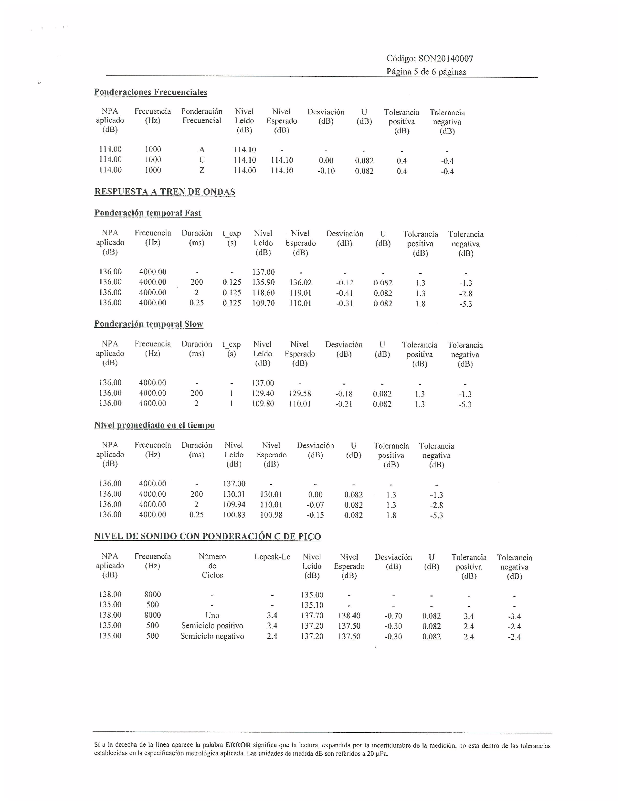 Código: SON20140007
Página 5 de 6 páginas
Ponderaciones Frecuenciales
NPA Frecuencia Ponderación Nivel Nivel Desviación U Tolerancia Tolerancia
aplicado (Hz) Frecuencial Leído Esperado (dB) (dB) positiva negativa
(dB) (dB) (dB) (dB) (dB)
114.00 1000 A 114.10 - - - - -
114.00 1000 C 114.10 114.10 0.00 0.082 0.4 -0.4
114.00 1000 Z 114.00 114.10 -0.10 0.082 0.4 -0.4
RESPUESTA A TREN DE ONDAS
Ponderación temporal Fast
NPA Frecuencia Duración t_exp Nivel Nivel Desviación U Tolerancia Tolerancia
aplicado (Hz) (ms) (s) Leído Esperado (dB) (dB) positiva negativa
(dB) (dB) (dB) (dB) (dB)
136.00 4000.00 - - 137.00 - - - - -
136.00 4000.00 200 0.125 135.90 136.02 -0.12 0.082 1.3 -1.3
136.00 4000.00 2 0.125 118.60 119.01 -0.41 0.082 1.3 -2.8
136.00 4000.00 0.25 0.125 109.70 110.01 -0.31 0.082 1.8 -5.3
Ponderación temporal Slow
NPA Frecuencia Duración t_exp Nivel Nivel Desviación U Tolerancia Tolerancia
aplicado (Hz) (ms) (s) Leído Esperado (dB) (dB) positiva negativa
(dB) (dB) (dB) (dB) (dB)
136.00 4000.00 - - 137.00 - - - - -
136.00 4000.00 200 1 129.40 129.58 -0.18 0.082 1.3 -1.3
136.00 4000.00 2 1 109.80 110.01 -0.21 0.082 1.3
Nivel promediado en el tiempo
NPA Frecuencia Duración Nivel Nivel Desviación U Tolerancia Tolerancia
aplicado (Hz) (ms) Leído Esperado (dB) (dB) positiva negativa
(dB) (dB) (dB) (dB) (dB)
136.00 4000.00 - 137.00 - - - - -
136.00 4000.00 200 130.01 130.01 0.00 0.082 1.3 -1.3
136.00 4000.00 2 109.94 110.01 -0.07 0.082 1.3 -2.8
136.00 4000.00 0.25 100.83 100.98 -0.15 0.082 1.8 -5.3
NIVEL DE SONIDO CON PONDERACIÓN C DE PICO
NPA Frecuencia Número Lcpeak-Lc Nivel Nivel Desviación U Tolerancia Tolerancia
aplicado (Hz) de Leído Esperado (dB) (dB) positiva negativa
(dB) Ciclos (dB) (dB) (dB) (dB)
128.00 8000 - - 135.00 - - - - -
135.00 500 - - 135.10 - - - - -
138.00 8000 Uno 3.4 137.70 138.40 -0.70 0.082 3.4 -3.4
135.00 500 Semiciclo positivo 2.4 137.20 137.50 -0.30 0.082 2.4 -2.4
135.00 500 Semiciclo negativo 2.4 137.20 137.50 -0.30 0.082 2.4 -2.4
Si a la derecha de la línea aparece la palabra ERROR significa que la lectura, expandida por la incertidumbre de la medición, no está dentro de las tolerancias
establecidas en la especificación metrológica aplicada. Las unidades de medida dB son referidos a 20 µPa.